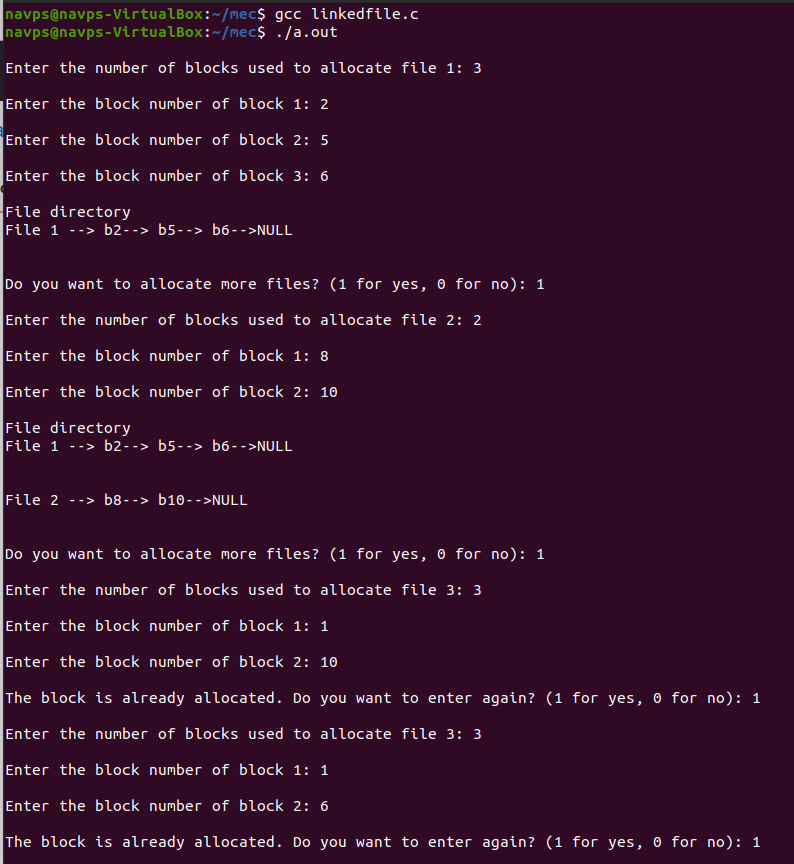 navps@navps-VirtualBox:~/mec$ gcc linkedfile.c
navps@navps-VirtualBox:~/mec$ ./a.out
Enter the number of blocks used to allocate file 1: 3
Enter the block number of block 1: 2
Enter the block number of block 2: 5
Enter the block number of block 3: 6
File directory
File 1 --> b2--> b5--> b6-->NULL
Do you want to allocate more files? (1 for yes, 0 for no): 1
Enter the number of blocks used to allocate file 2: 2
Enter the block number of block 1: 8
Enter the block number of block 2: 10
File directory
File 1 --> b2--> b5--> b6-->NULL
File 2 --> b8--> b10-->NULL
Do you want to allocate more files? (1 for yes, 0 for no): 1
Enter the number of blocks used to allocate file 3: 3
Enter the block number of block 1: 1
Enter the block number of block 2: 10
The block is already allocated. Do you want to enter again? (1 for yes, 0 for no): 1
Enter the number of blocks used to allocate file 3: 3
Enter the block number of block 1: 1
Enter the block number of block 2: 6
The block is already allocated. Do you want to enter again? (1 for yes, 0 for no): 1